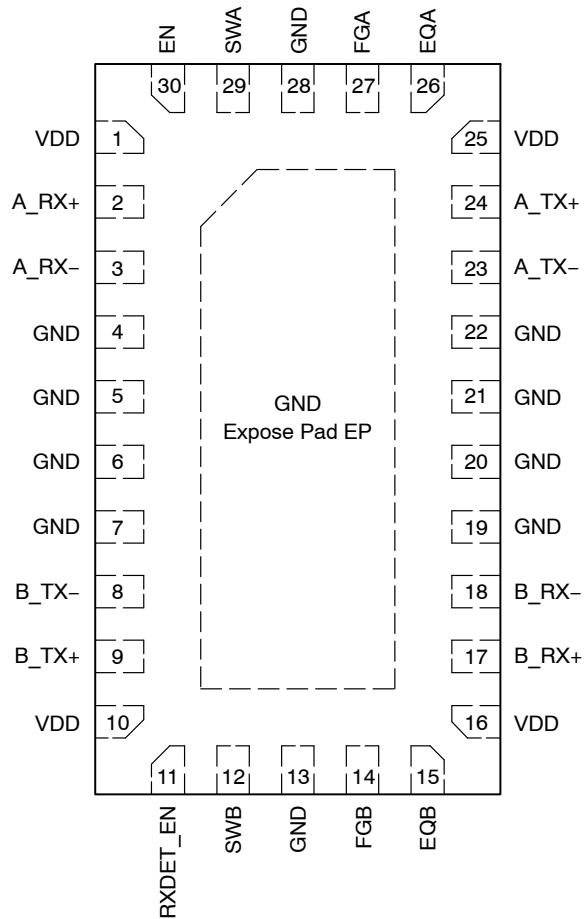 EN SWA GND FGA EQA
30 29 28 27 26
VDD 1 25 VDD
A_RX+ 2 24 A_TX+
A_RX− 3 23 A_TX−
GND 4 22 GND
GND 5 21 GND
GND
Expose Pad EP
GND 6 20 GND
GND 7 19 GND
B_TX− 8 18 B_RX−
B_TX+ 9 17 B_RX+
VDD 10 16 VDD
11 12 13 14 15
RXDET_EN SWB GND FGB EQB